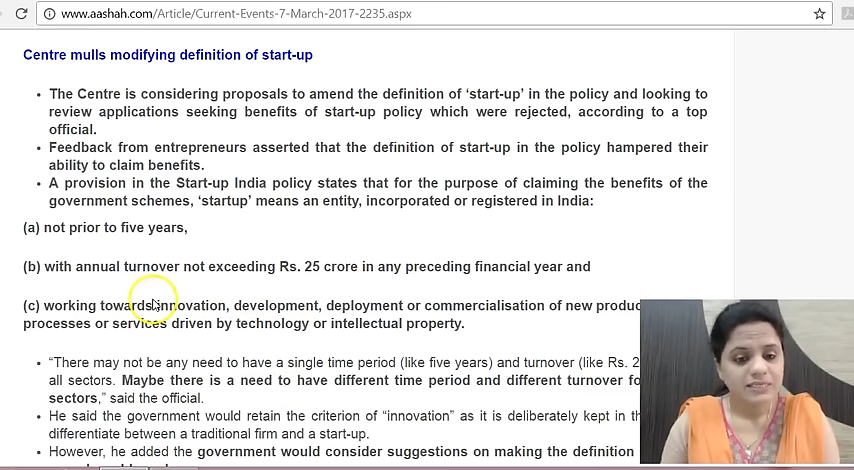 www.aashah.com/Article/Current-Events-7-March-2017-2235.aspx
Centre mulls modifying definition of start-up
• The Centre is considering proposals to amend the definition of ‘start-up’ in the policy and looking to
review applications seeking benefits of start-up policy which were rejected, according to a top
official.
• Feedback from entrepreneurs asserted that the definition of start-up in the policy hampered their
ability to claim benefits.
• A provision in the Start-up India policy states that for the purpose of claiming the benefits of the
government schemes, ‘startup’ means an entity, incorporated or registered in India:
(a) not prior to five years,
(b) with annual turnover not exceeding Rs. 25 crore in any preceding financial year and
(c) working towards innovation, development, deployment or commercialisation of new
processes or services driven by technology or intellectual property.
• “There may not be any need to have a single time period (like five years) and turnover (like Rs.
all sectors. Maybe there is a need to have different time period and different turnover
sectors,” said the official.
• He said the government would retain the criterion of “innovation” as it is deliberately kept in
differentiate between a traditional firm and a start-up.
• However, he added the government would consider suggestions on making the definition